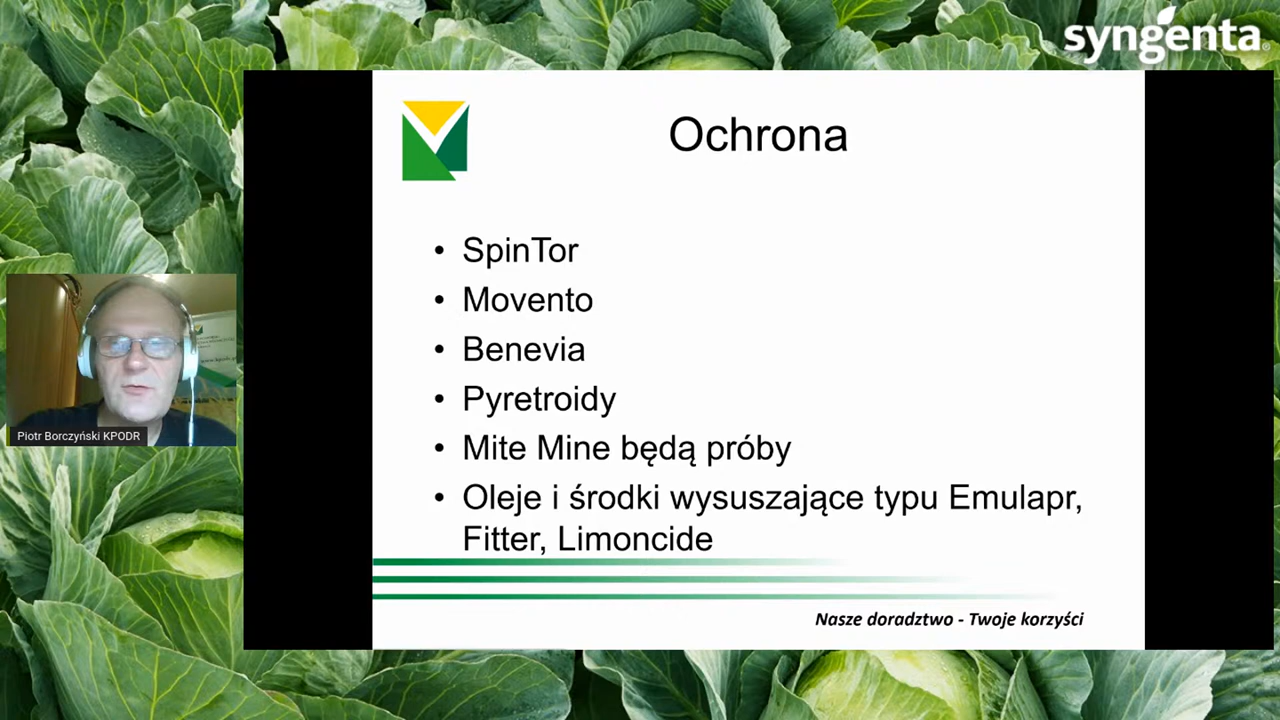 syngenta®
Ochrona
• SpinTor
• Movento
• Benevia
• Pyretroidy
• Mite Mine będą próby
• Oleje i środki wysuszające typu Emulapr,
Fitter, Limoncide
Nasze doradztwo - Twoje korzyści
Piotr Borczyński KPODR